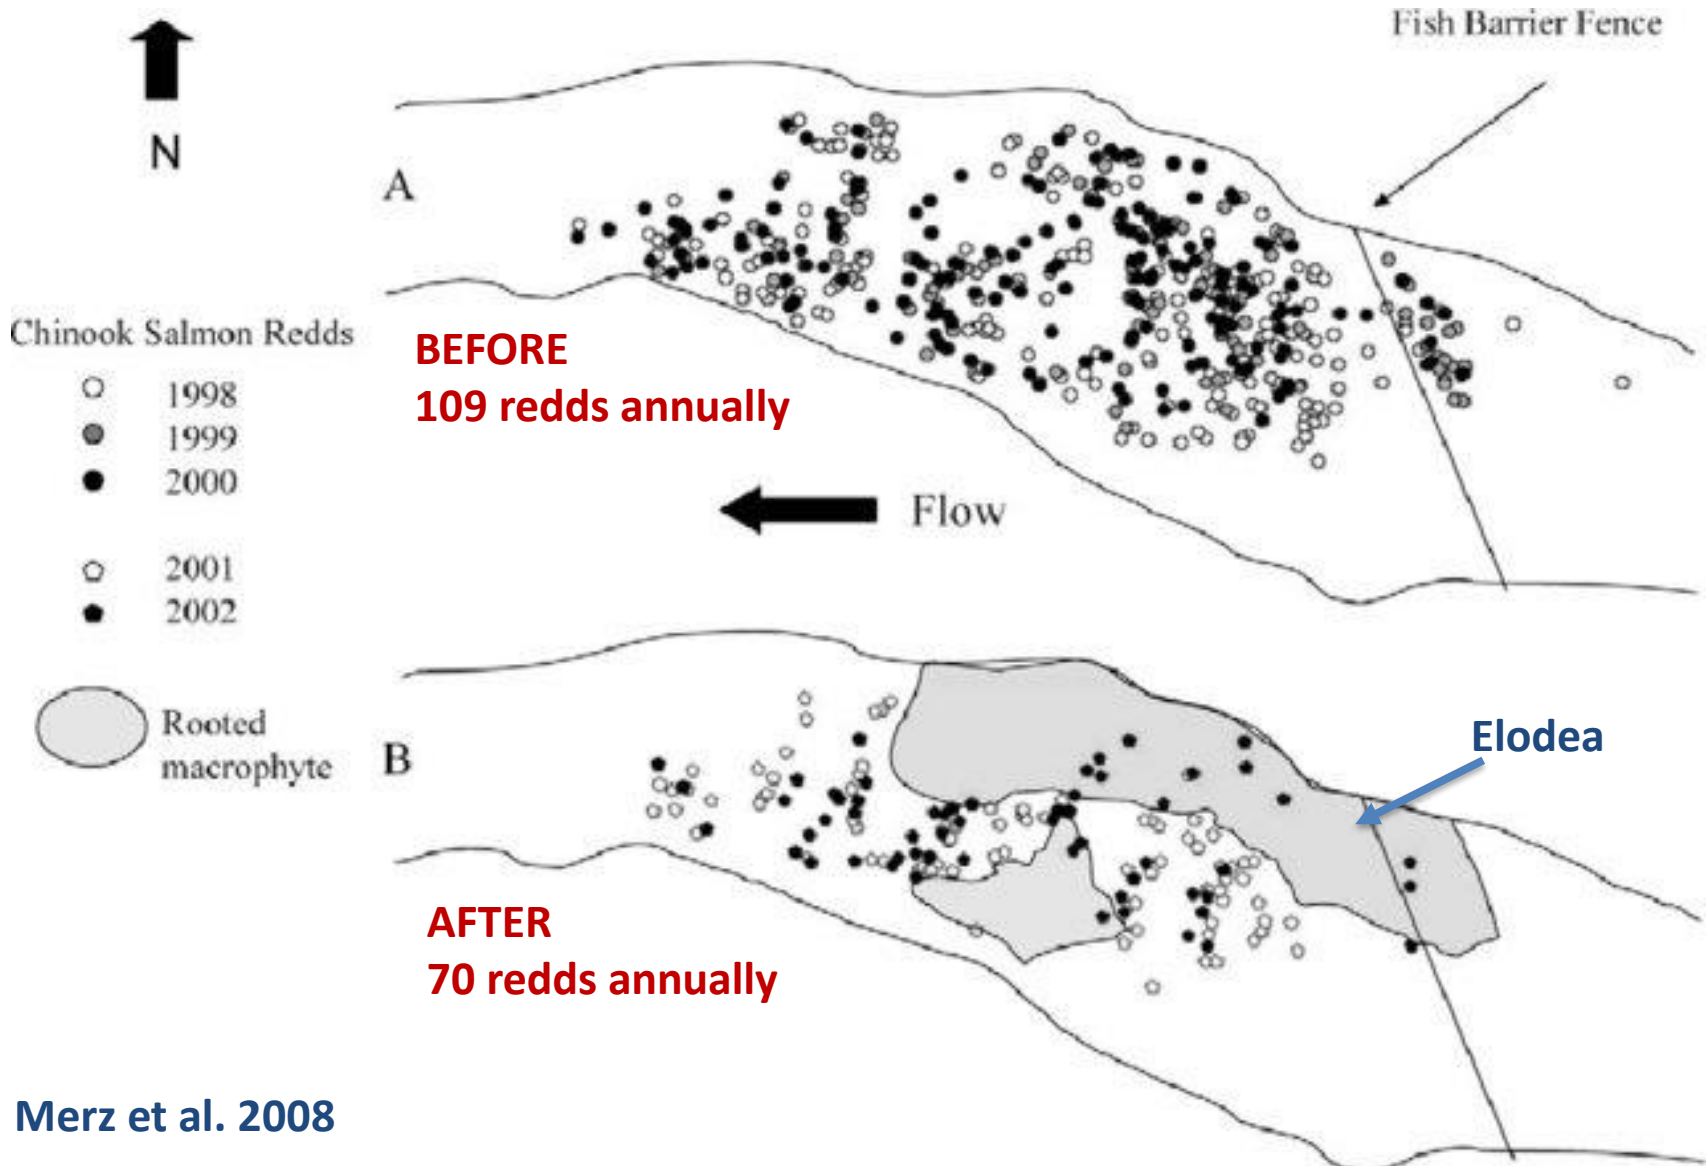 Fish Barrier Fence
N
A
Chinook Salmon Redds
1998
1999
2000
2001
2002
Rooted
macrophyte
BEFORE
109 redds annually
Flow
B
Elodea
AFTER
70 redds annually
Merz et al. 2008